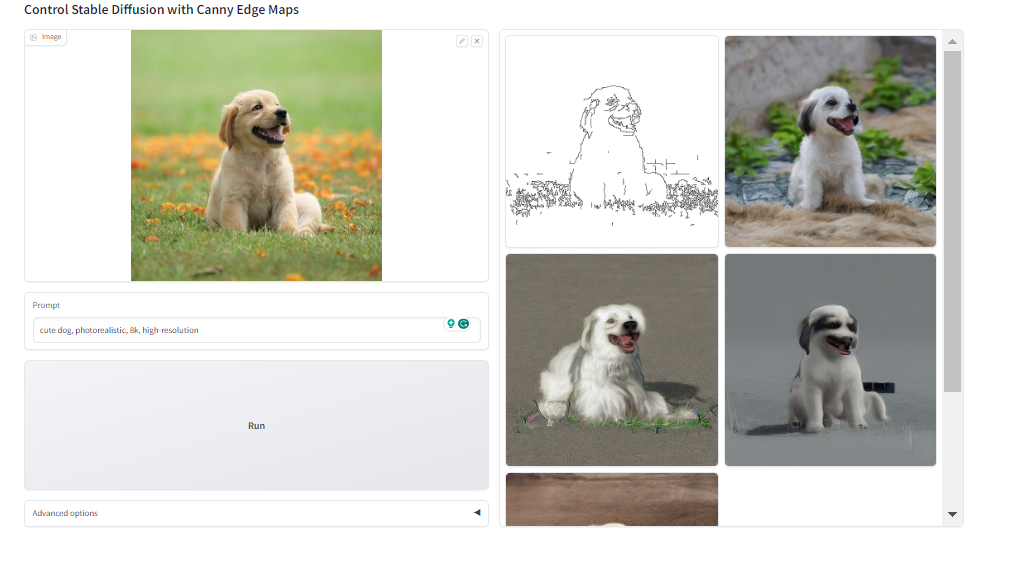 Control Stable Diffusion with Canny Edge Maps
Image
Prompt
cute dog, photorealistic, 8k, high-resolution
Run
Advanced options